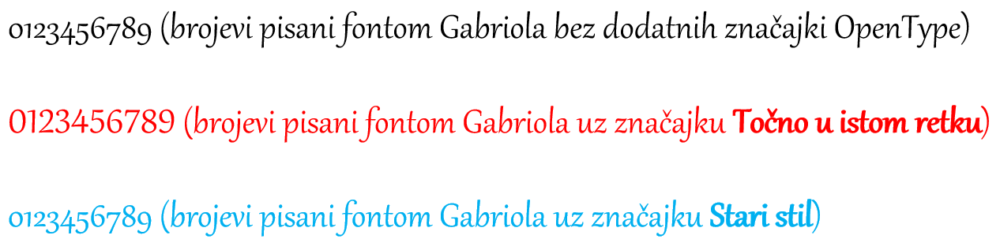 0123456789 (brojevi pisani fontom Gabriola bez dodatnih značajki OpenType)
0123456789 (brojevi pisani fontom Gabriola uz značajku Točno u istom retku)
0123456789 (brojevi pisani fontom Gabriola uz značajku Stari stil)